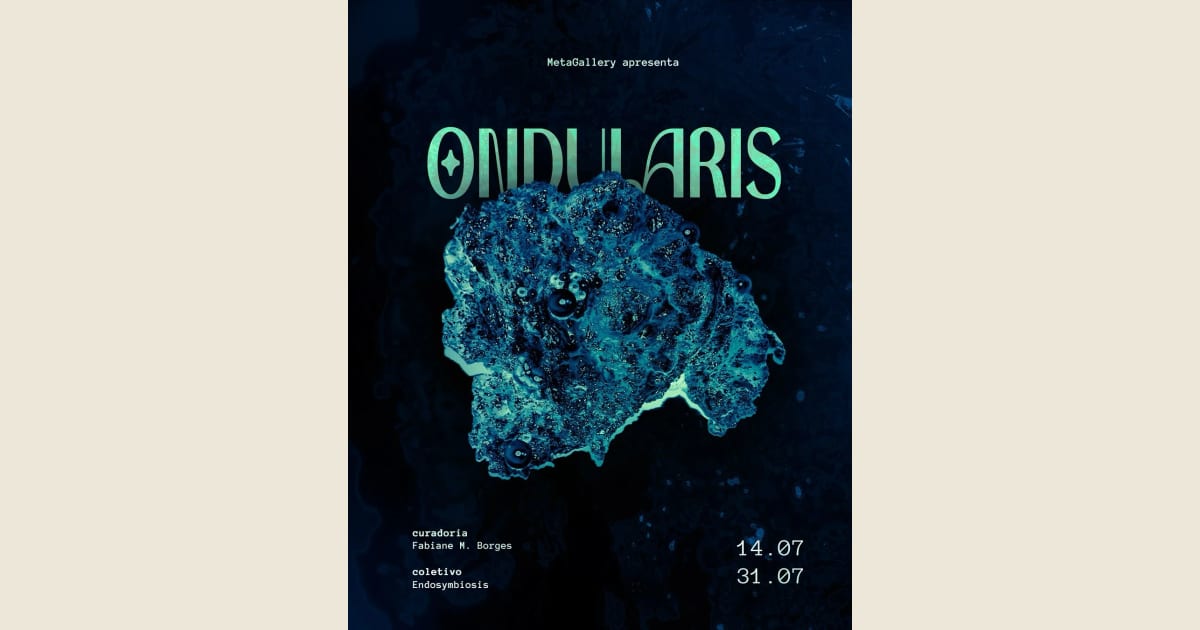 MetaGallery apresenta
ONDULARIS
curadoria
Fabiane M. Borges
coletivo
Endosymbiosis
14.07
31.07